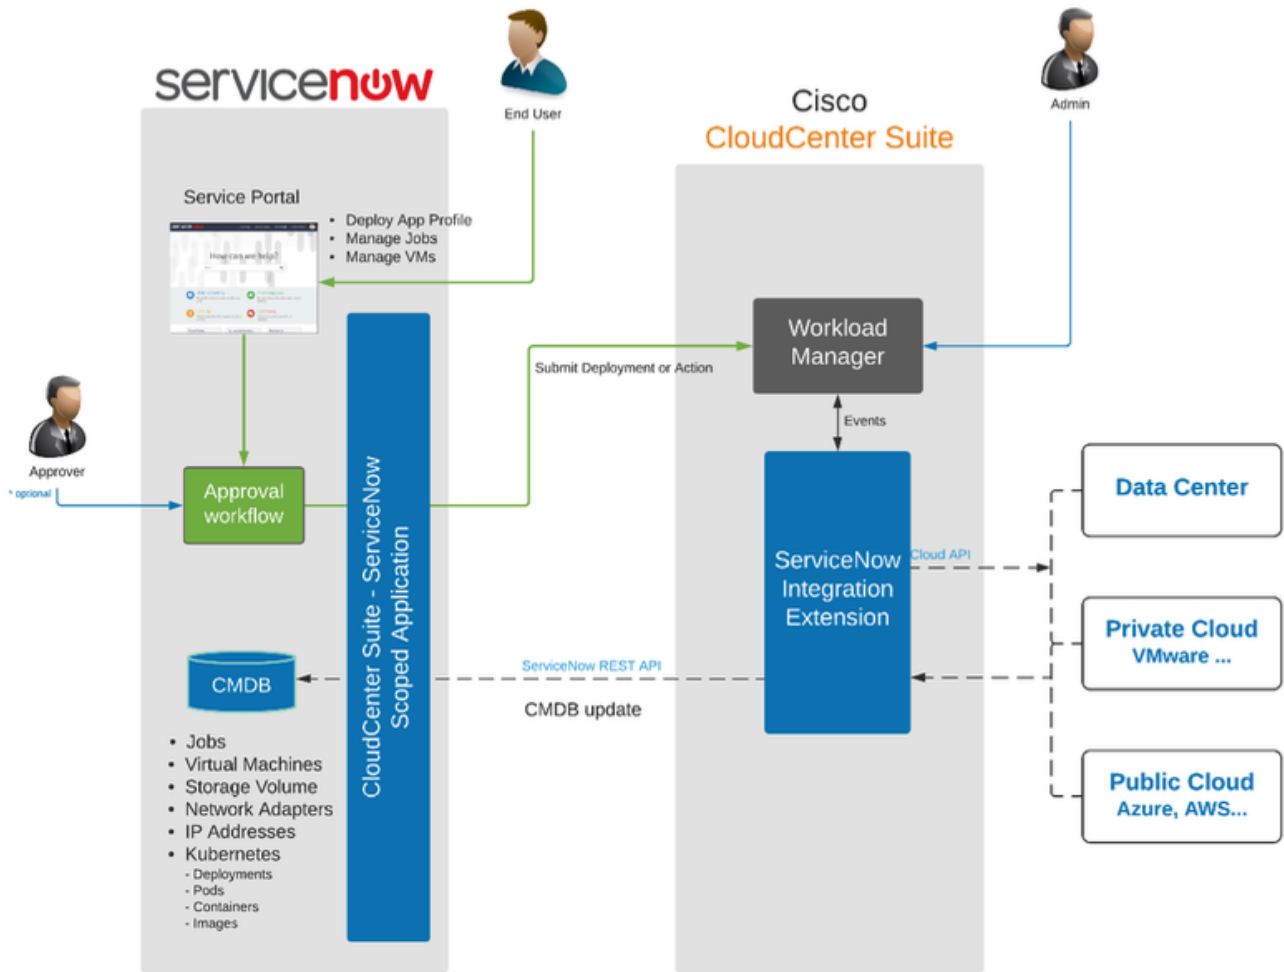 servicenow
End User
Cisco
CloudCenter Suite
Admin
Service Portal
How can we help?
• Deploy App Profile
• Manage Jobs
• Manage VMs
Workload
Manager
Submit Deployment or Action
Events
Approver
* optional
Approval
workflow
CloudCenter Suite - ServiceNow
Scoped Application
ServiceNow
Integration
Extension
Cloud API
Data Center
Private Cloud
VMware ...
Public Cloud
Azure, AWS...
ServiceNow REST API
CMDB update
CMDB
• Jobs
• Virtual Machines
• Storage Volume
• Network Adapters
• IP Addresses
• Kubernetes
- Deployments
- Pods
- Containers
- Images